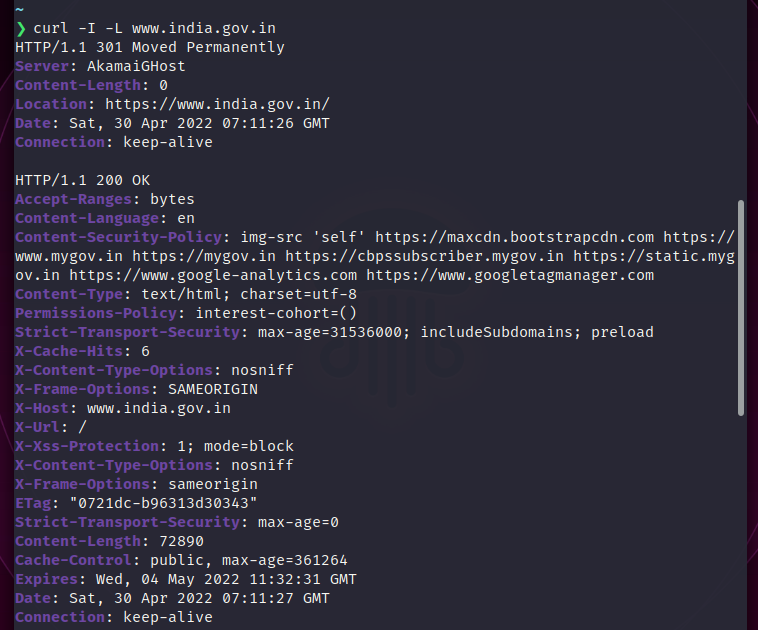 ~
❯ curl -I -L www.india.gov.in
HTTP/1.1 301 Moved Permanently
Server: AkamaiGHost
Content-Length: 0
Location: https://www.india.gov.in/
Date: Sat, 30 Apr 2022 07:11:26 GMT
Connection: keep-alive

HTTP/1.1 200 OK
Accept-Ranges: bytes
Content-Language: en
Content-Security-Policy: img-src 'self' https://maxcdn.bootstrapcdn.com https://
www.mygov.in https://mygov.in https://cbpssubscriber.mygov.in https://static.myg
ov.in https://www.google-analytics.com https://www.googletagmanager.com
Content-Type: text/html; charset=utf-8
Permissions-Policy: interest-cohort=()
Strict-Transport-Security: max-age=31536000; includeSubdomains; preload
X-Cache-Hits: 6
X-Content-Type-Options: nosniff
X-Frame-Options: SAMEORIGIN
X-Host: www.india.gov.in
X-Url: /
X-Xss-Protection: 1; mode=block
X-Content-Type-Options: nosniff
X-Frame-Options: sameorigin
ETag: "0721dc-b96313d30343"
Strict-Transport-Security: max-age=0
Content-Length: 72890
Cache-Control: public, max-age=361264
Expires: Wed, 04 May 2022 11:32:31 GMT
Date: Sat, 30 Apr 2022 07:11:27 GMT
Connection: keep-alive